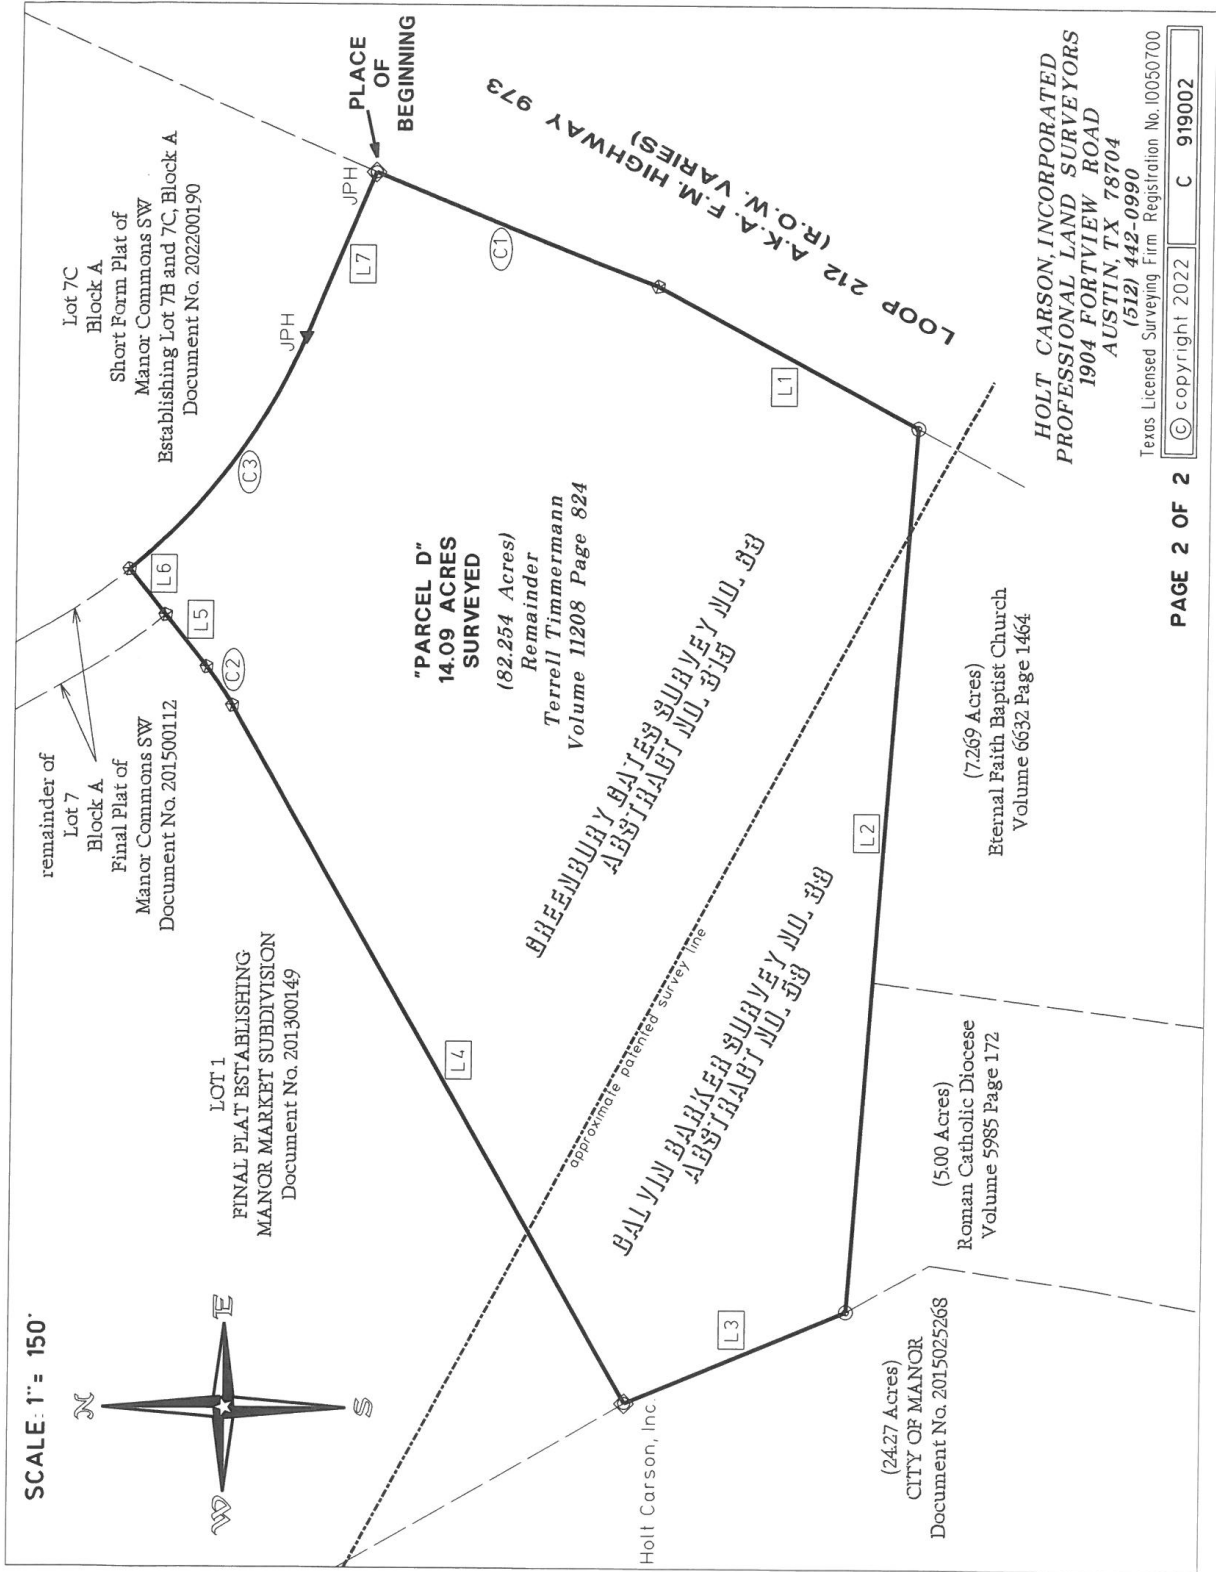 SCALE: 1" = 150'
N
W
E
S
LOT 1
FINAL PLAT ESTABLISHING
MANOR MARKET SUBDIVISION
Document No. 201300149
remainder of
Lot 7
Block A
Final Plat of
Manor Commons SW
Document No. 201500112
Lot 7C
Block A
Short Form Plat of
Manor Commons SW
Establishing Lot 7B and 7C, Block A
Document No. 202200190
C2
L5
L6
C3
JPH
L7
JPH
PLACE
OF
BEGINNING
C1
LOOP 212 A.K.A. F.M. HIGHWAY 973
(R.O.W. VARIES)
L1
"PARCEL D"
14.09 ACRES
SURVEYED
(82.254 Acres)
Remainder
Terrell Timmermann
Volume 11208 Page 824
GREENBURY GATES SURVEY NO. 63
ABSTRACT NO. 315
approximate patented survey line
CALVIN BARKER SURVEY NO. 38
ABSTRACT NO. 58
L4
L3
L2
Holt Carson, Inc.
(24.27 Acres)
CITY OF MANOR
Document No. 2015025268
(5.00 Acres)
Roman Catholic Diocese
Volume 5985 Page 172
(7.269 Acres)
Eternal Faith Baptist Church
Volume 6632 Page 1464
HOLT CARSON, INCORPORATED
PROFESSIONAL LAND SURVEYORS
1904 FORTVIEW ROAD
AUSTIN, TX 78704
(512) 442-0990
Texas Licensed Surveying Firm Registration No. 10050700
PAGE 2 OF 2
© copyright 2022
C 919002